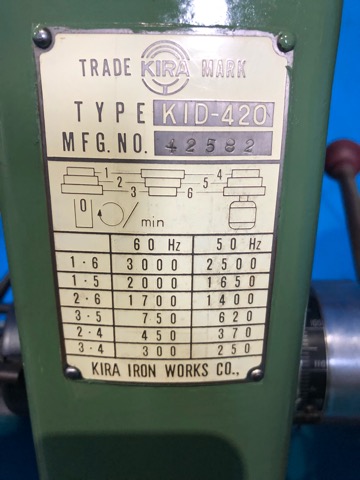 TRADE KIRA MARK
TYPE KID-420
MFG.NO. 42582
1 2 3 4 5 6
0 /min
60 Hz 50 Hz
1・6 3000 2500
1・5 2000 1650
2・6 1700 1400
3・5 750 620
2・4 450 370
3・4 300 250
KIRA IRON WORKS CO.,